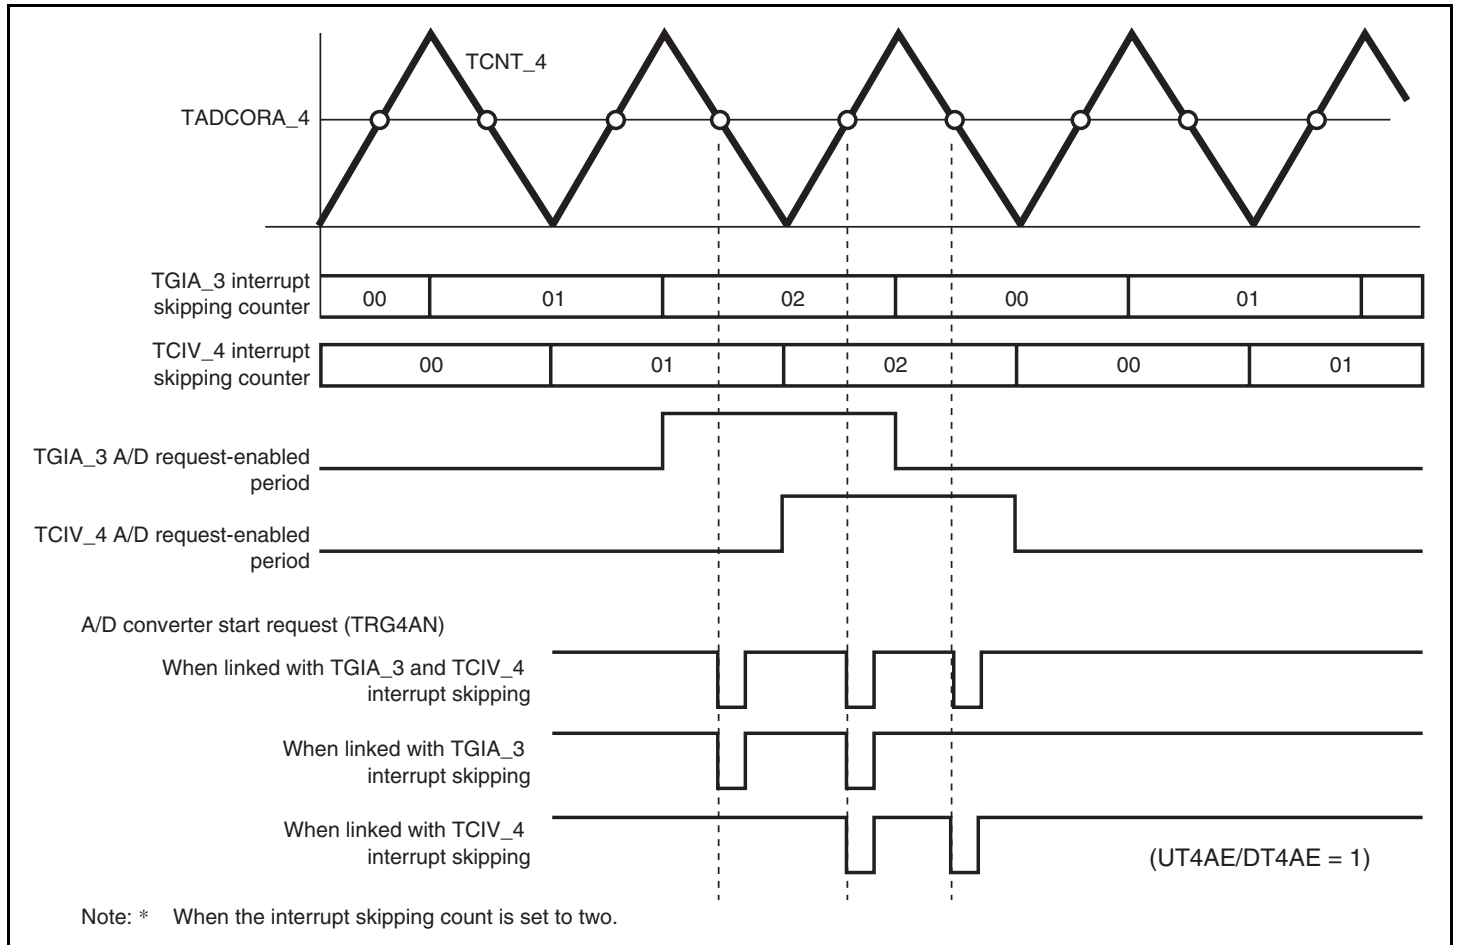 TCNT_4
TADCORA_4
TGIA_3 interrupt
skipping counter
00
01
02
00
01
TCIV_4 interrupt
skipping counter
00
01
02
00
01
TGIA_3 A/D request-enabled
period
TCIV_4 A/D request-enabled
period
A/D converter start request (TRG4AN)
When linked with TGIA_3 and TCIV_4
interrupt skipping
When linked with TGIA_3
interrupt skipping
When linked with TCIV_4
interrupt skipping
(UT4AE/DT4AE = 1)
Note: * When the interrupt skipping count is set to two.